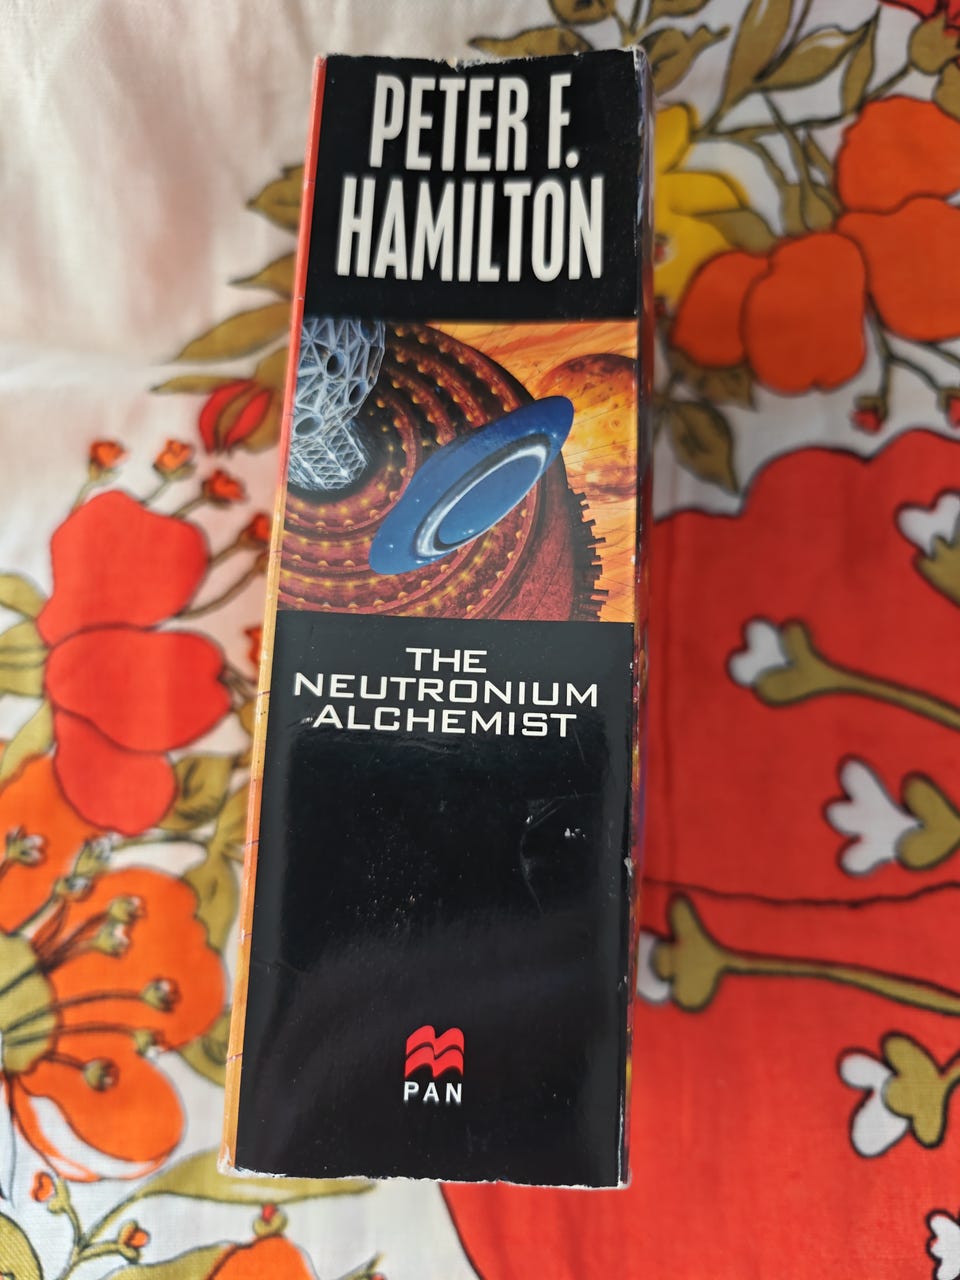 PETER F.
HAMILTON
THE
NEUTRONIUM
ALCHEMIST
PAN